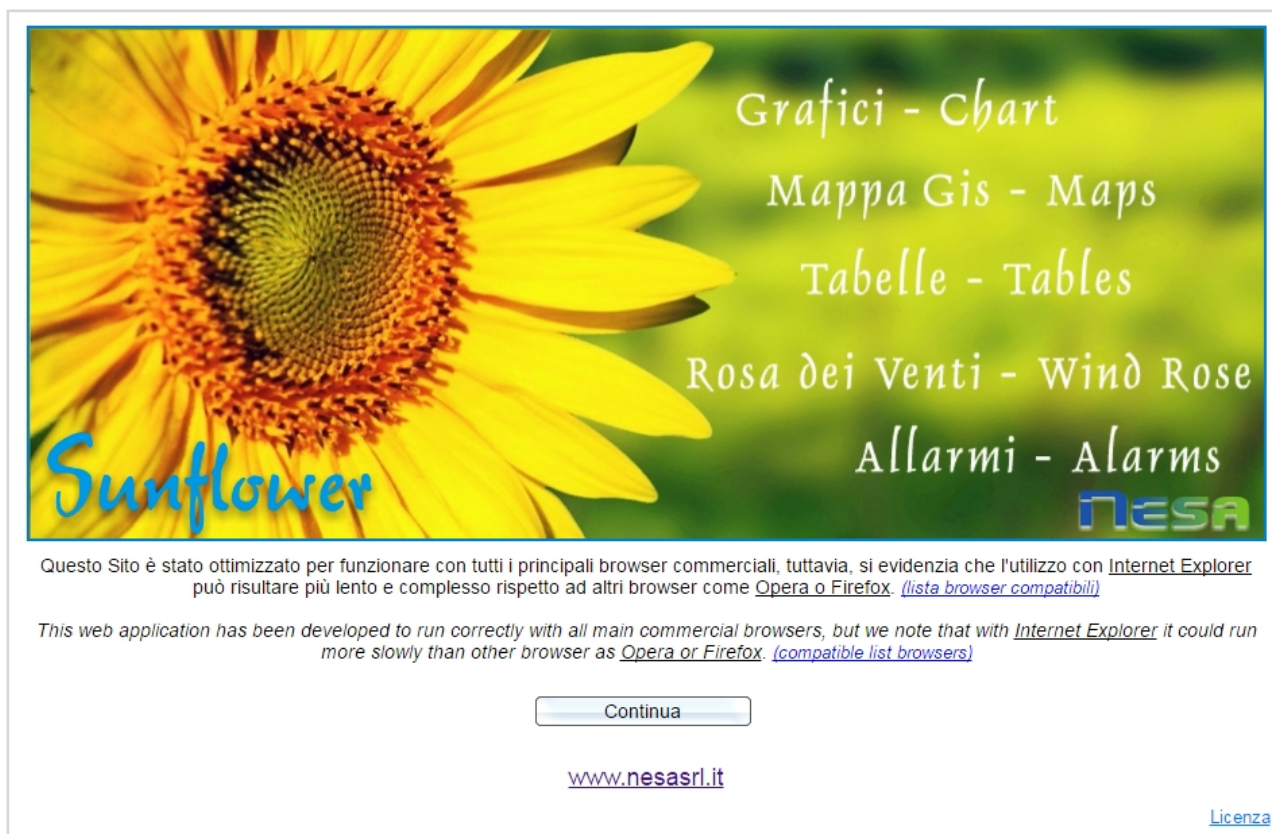 Grafici - Chart
Mappa Gis - Maps
Tabelle - Tables
Rosa dei Venti - Wind Rose
Allarmi - Alarms
Sunflower
nesa
Questo Sito è stato ottimizzato per funzionare con tutti i principali browser commerciali, tuttavia, si evidenzia che l'utilizzo con Internet Explorer
può risultare più lento e complesso rispetto ad altri browser come Opera o Firefox. (lista browser compatibili)
This web application has been developed to run correctly with all main commercial browsers, but we note that with Internet Explorer it could run
more slowly than other browser as Opera or Firefox. (compatible list browsers)
Continua
www.nesasrl.it
Licenza